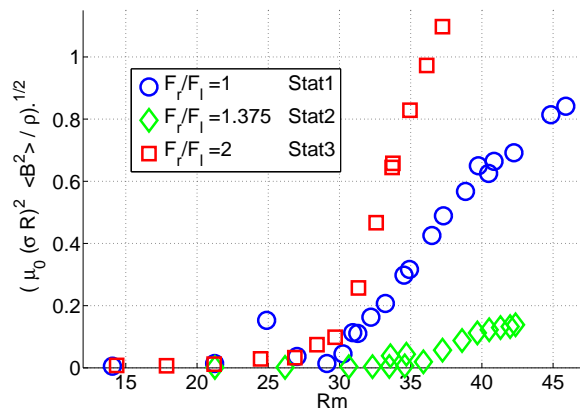 ( μ₀ (σ R)² <B²> / ρ).^1/2
1
0.8
0.6
0.4
0.2
0
F_r/F_l=1 Stat1
F_r/F_l=1.375 Stat2
F_r/F_l=2 Stat3
15 20 25 30 35 40 45
Rm